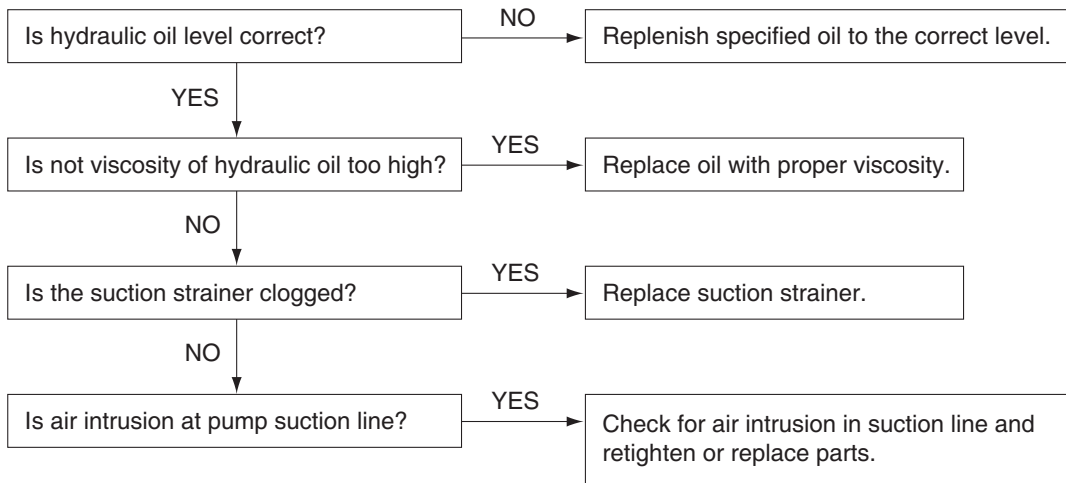 Is hydraulic oil level correct?
NO
Replenish specified oil to the correct level.
YES
Is not viscosity of hydraulic oil too high?
YES
Replace oil with proper viscosity.
NO
Is the suction strainer clogged?
YES
Replace suction strainer.
NO
Is air intrusion at pump suction line?
YES
Check for air intrusion in suction line and
retighten or replace parts.